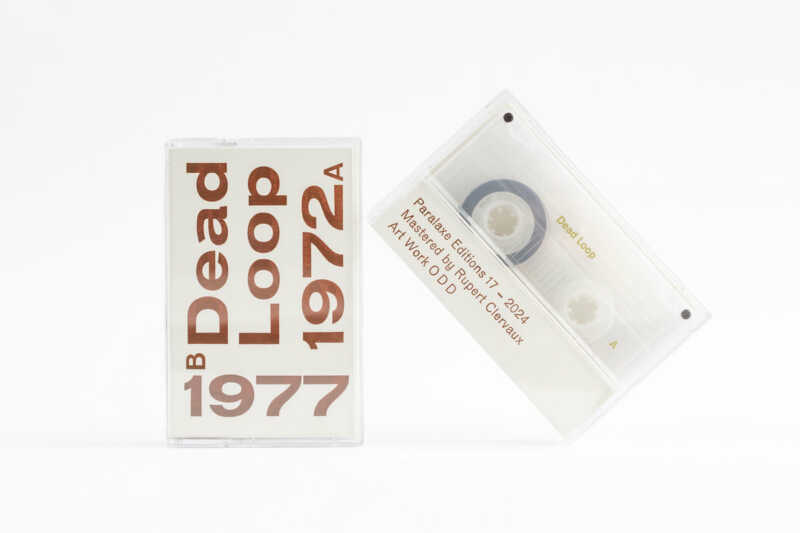 Dead
Loop
1972 A
B
1977
Paralaxe Editions 17 – 2024
Mastered by Rupert Clervaux
Art Work O D D
Dead Loop
A